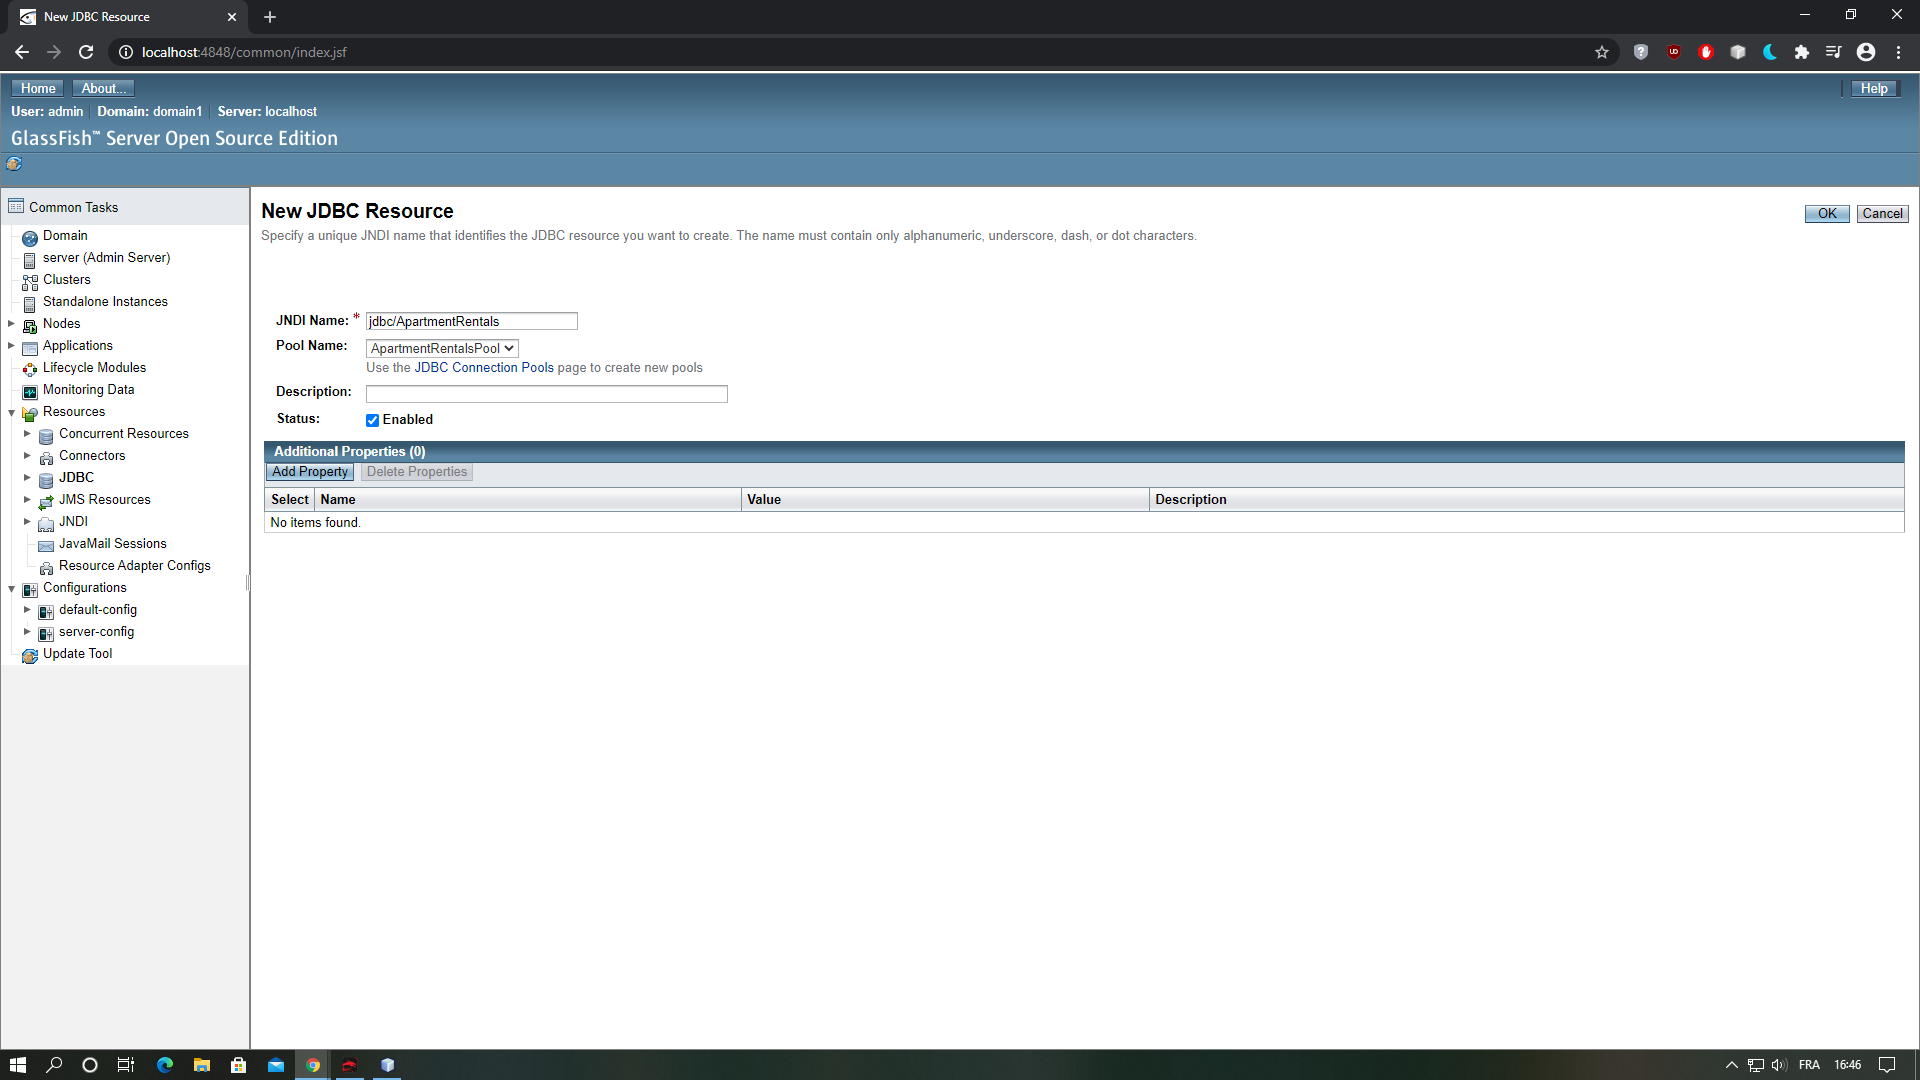 New JDBC Resource
localhost:4848/common/index.jsf
Home About... Help
User: admin Domain: domain1 Server: localhost
GlassFish™ Server Open Source Edition
Common Tasks
Domain
server (Admin Server)
Clusters
Standalone Instances
Nodes
Applications
Lifecycle Modules
Monitoring Data
Resources
Concurrent Resources
Connectors
JDBC
JMS Resources
JNDI
JavaMail Sessions
Resource Adapter Configs
Configurations
default-config
server-config
Update Tool
New JDBC Resource
OK Cancel
Specify a unique JNDI name that identifies the JDBC resource you want to create. The name must contain only alphanumeric, underscore, dash, or dot characters.
JNDI Name: * jdbc/ApartmentRentals
Pool Name: ApartmentRentalsPool
Use the JDBC Connection Pools page to create new pools
Description:
Status: Enabled
Additional Properties (0)
Add Property Delete Properties
Select Name Value Description
No items found.
FRA 16:46